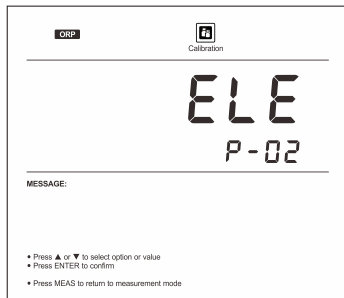 ORP
Calibration
ELE
P-02
MESSAGE:
• Press ▲ or ▼ to select option or value
• Press ENTER to confirm
• Press MEAS to return to measurement mode